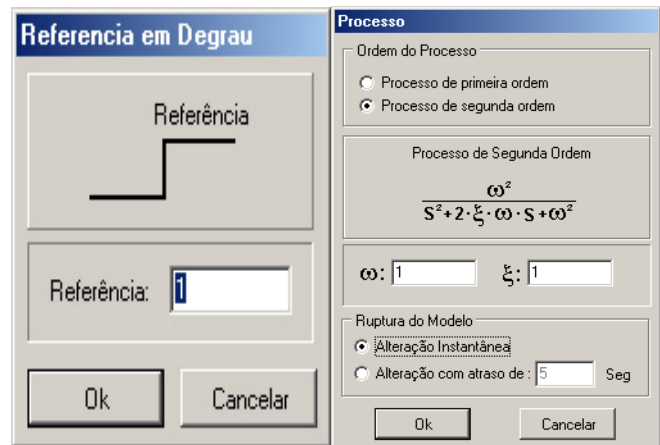 Referencia em Degrau
Referência
Referência: 1
Ok Cancelar
Processo
Ordem do Processo
Processo de primeira ordem
Processo de segunda ordem
Processo de Segunda Ordem
ω²
S²+2·ξ·ω·S+ω²
ω: 1 ξ: 1
Ruptura do Modelo
Alteração Instantânea
Alteração com atraso de : 5 Seg
Ok Cancelar